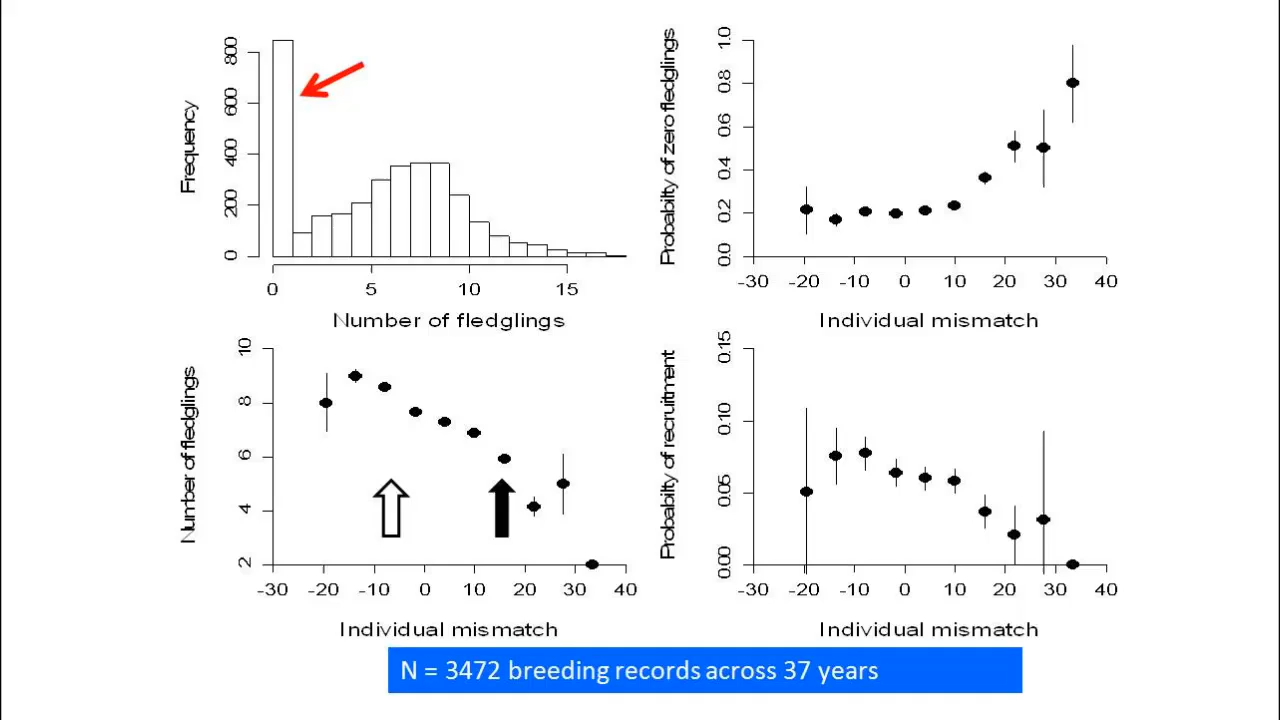 Frequency
800
600
400
200
0
0 5 10 15
Number of fledglings
Probabilty of zero fledglings
1.0
0.8
0.6
0.4
0.2
0.0
-30 -20 -10 0 10 20 30 40
Individual mismatch
Number of fledglings
10
8
6
4
2
-30 -20 -10 0 10 20 30 40
Individual mismatch
Probabilty of recruitment
0.15
0.10
0.05
0.00
-30 -20 -10 0 10 20 30 40
Individual mismatch
N = 3472 breeding records across 37 years